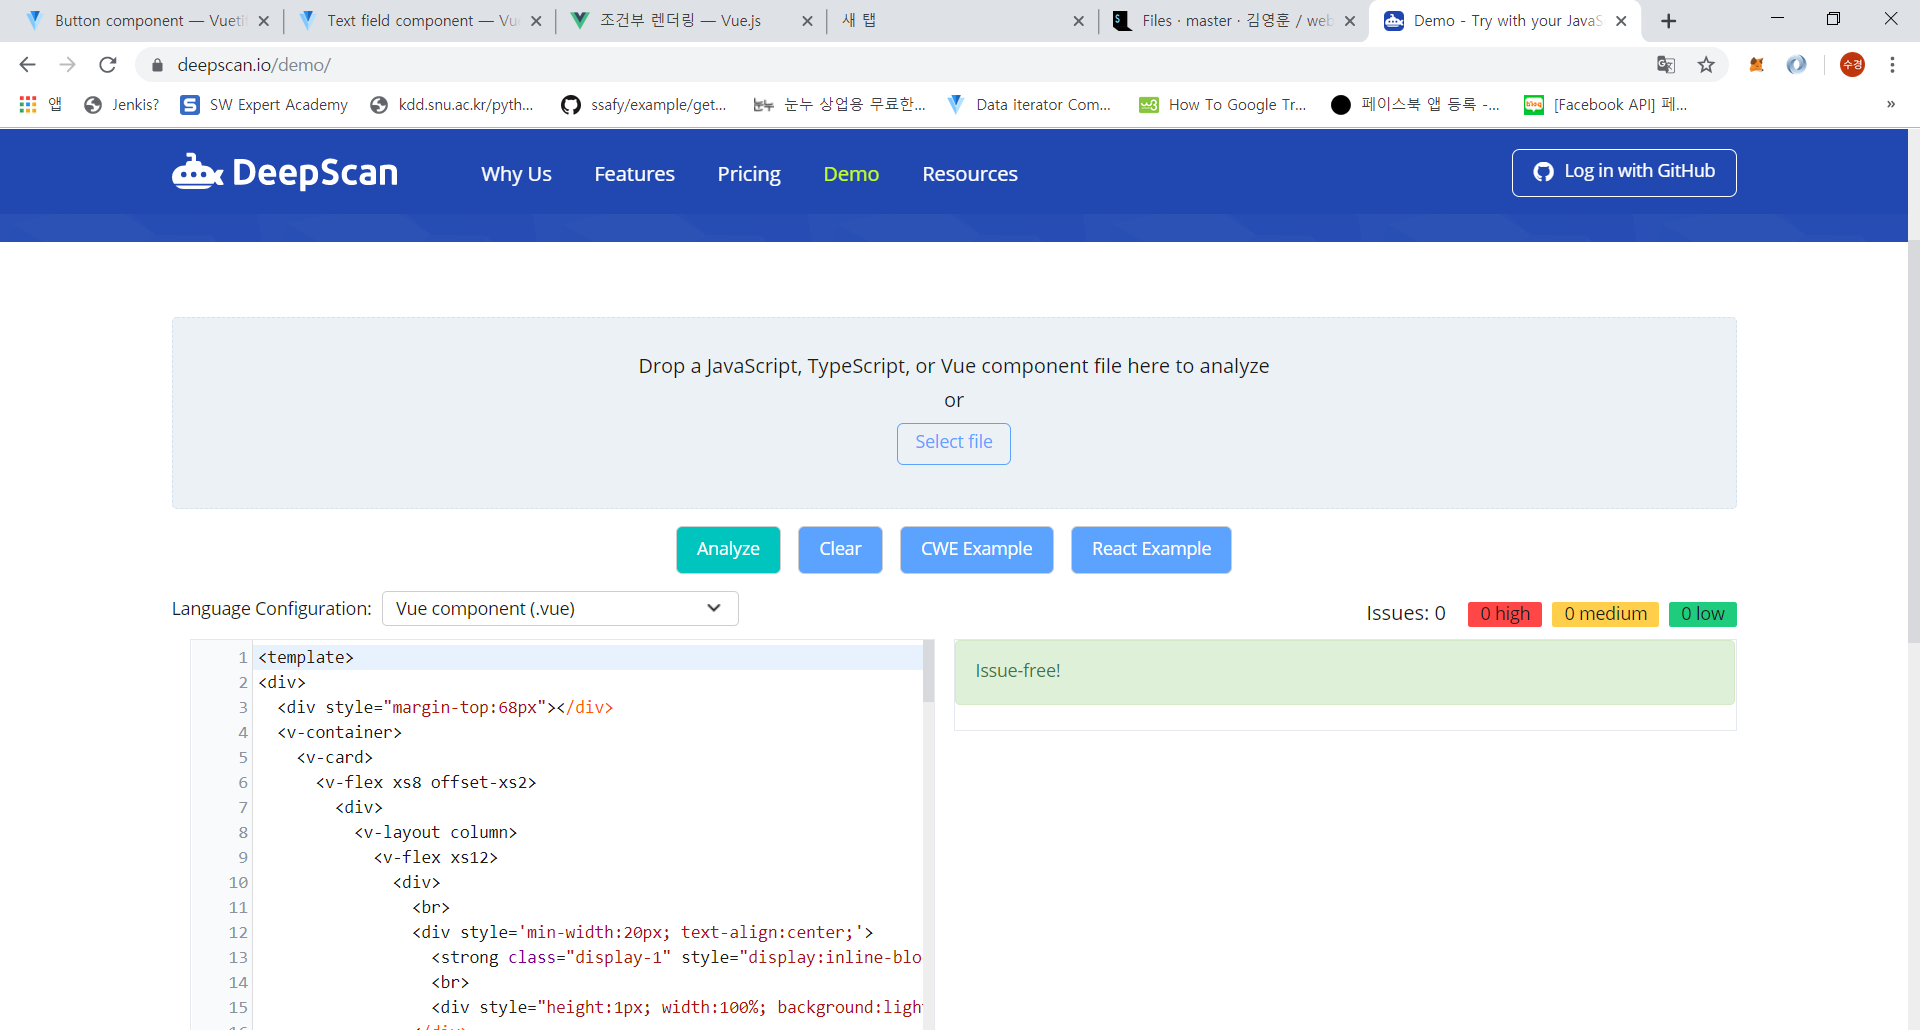 Button component — Vueti
Text field component — Vue
조건부 렌더링 — Vue.js
새 탭
Files · master · 김영훈 / web
Demo - Try with your JavaS
deepscan.io/demo/
수경
앱
Jenkis?
SW Expert Academy
kdd.snu.ac.kr/pyth...
ssafy/example/get...
눈누 상업용 무료한...
Data iterator Com...
How To Google Tr...
페이스북 앱 등록 -...
[Facebook API] 페...
»
DeepScan
Why Us
Features
Pricing
Demo
Resources
Log in with GitHub
Drop a JavaScript, TypeScript, or Vue component file here to analyze
or
Select file
Analyze
Clear
CWE Example
React Example
Language Configuration:
Vue component (.vue)
Issues: 0
0 high
0 medium
0 low
1 <template>
2 <div>
3 <div style="margin-top:68px"></div>
4 <v-container>
5 <v-card>
6 <v-flex xs8 offset-xs2>
7 <div>
8 <v-layout column>
9 <v-flex xs12>
10 <div>
11 <br>
12 <div style='min-width:20px; text-align:center;'>
13 <strong class="display-1" style="display:inline-blo
14 <br>
15 <div style="height:1px; width:100%; background:ligh
16 </div>
Issue-free!